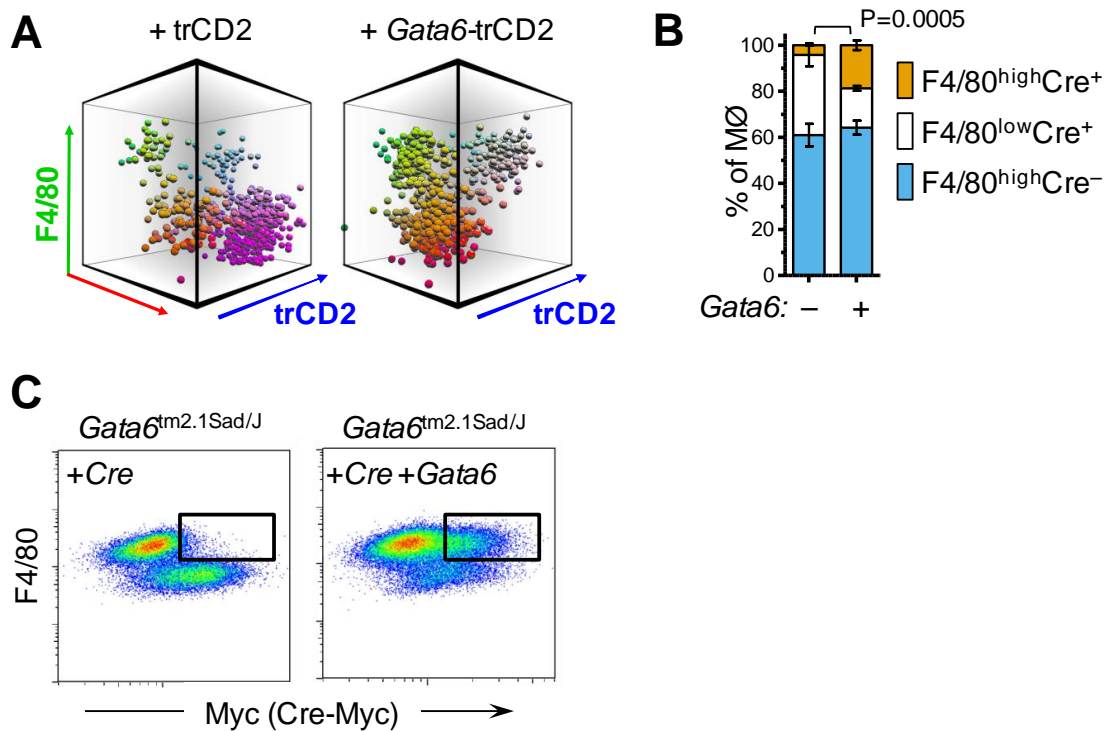 A
+ trCD2
+ Gata6-trCD2
F4/80
trCD2
trCD2
B
P=0.0005
100
80
60
40
20
0
% of MØ
Gata6: – +
F4/80highCre+
F4/80lowCre+
F4/80highCre–
C
Gata6tm2.1Sad/J
Gata6tm2.1Sad/J
+Cre
+Cre +Gata6
F4/80
Myc (Cre-Myc)